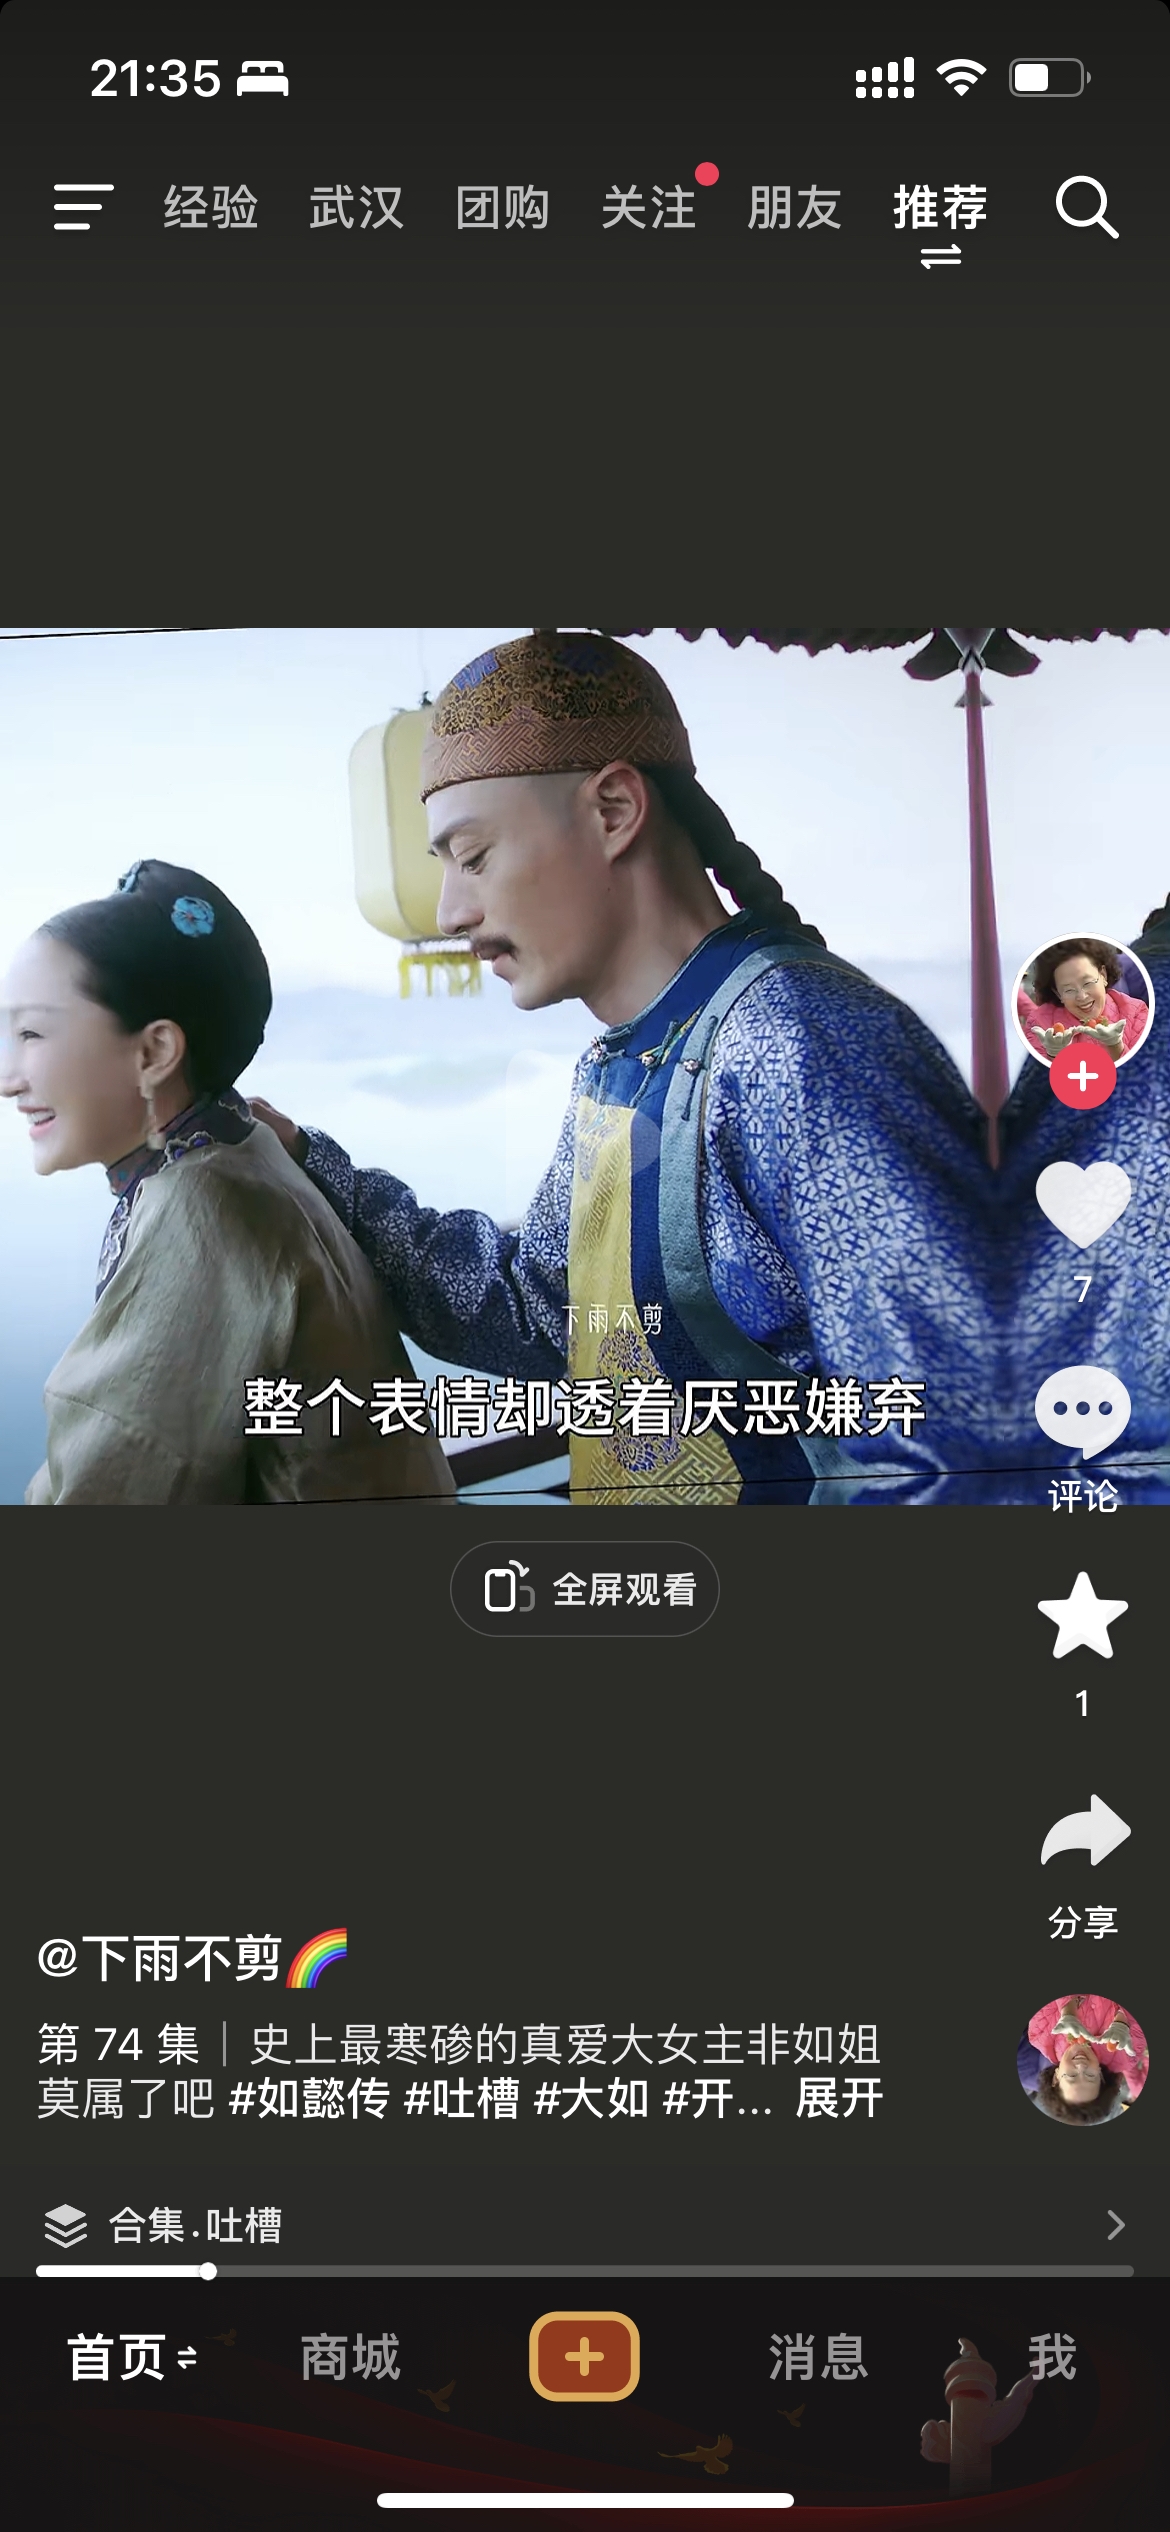 21:35
经验 武汉 团购 关注 朋友 推荐
下雨不剪
整个表情却透着厌恶嫌弃
7
评论
全屏观看
1
分享
@下雨不剪🌈
第 74 集｜史上最寒碜的真爱大女主非如姐
莫属了吧 #如懿传 #吐槽 #大如 #开... 展开
合集.吐槽
首页 商城 消息 我